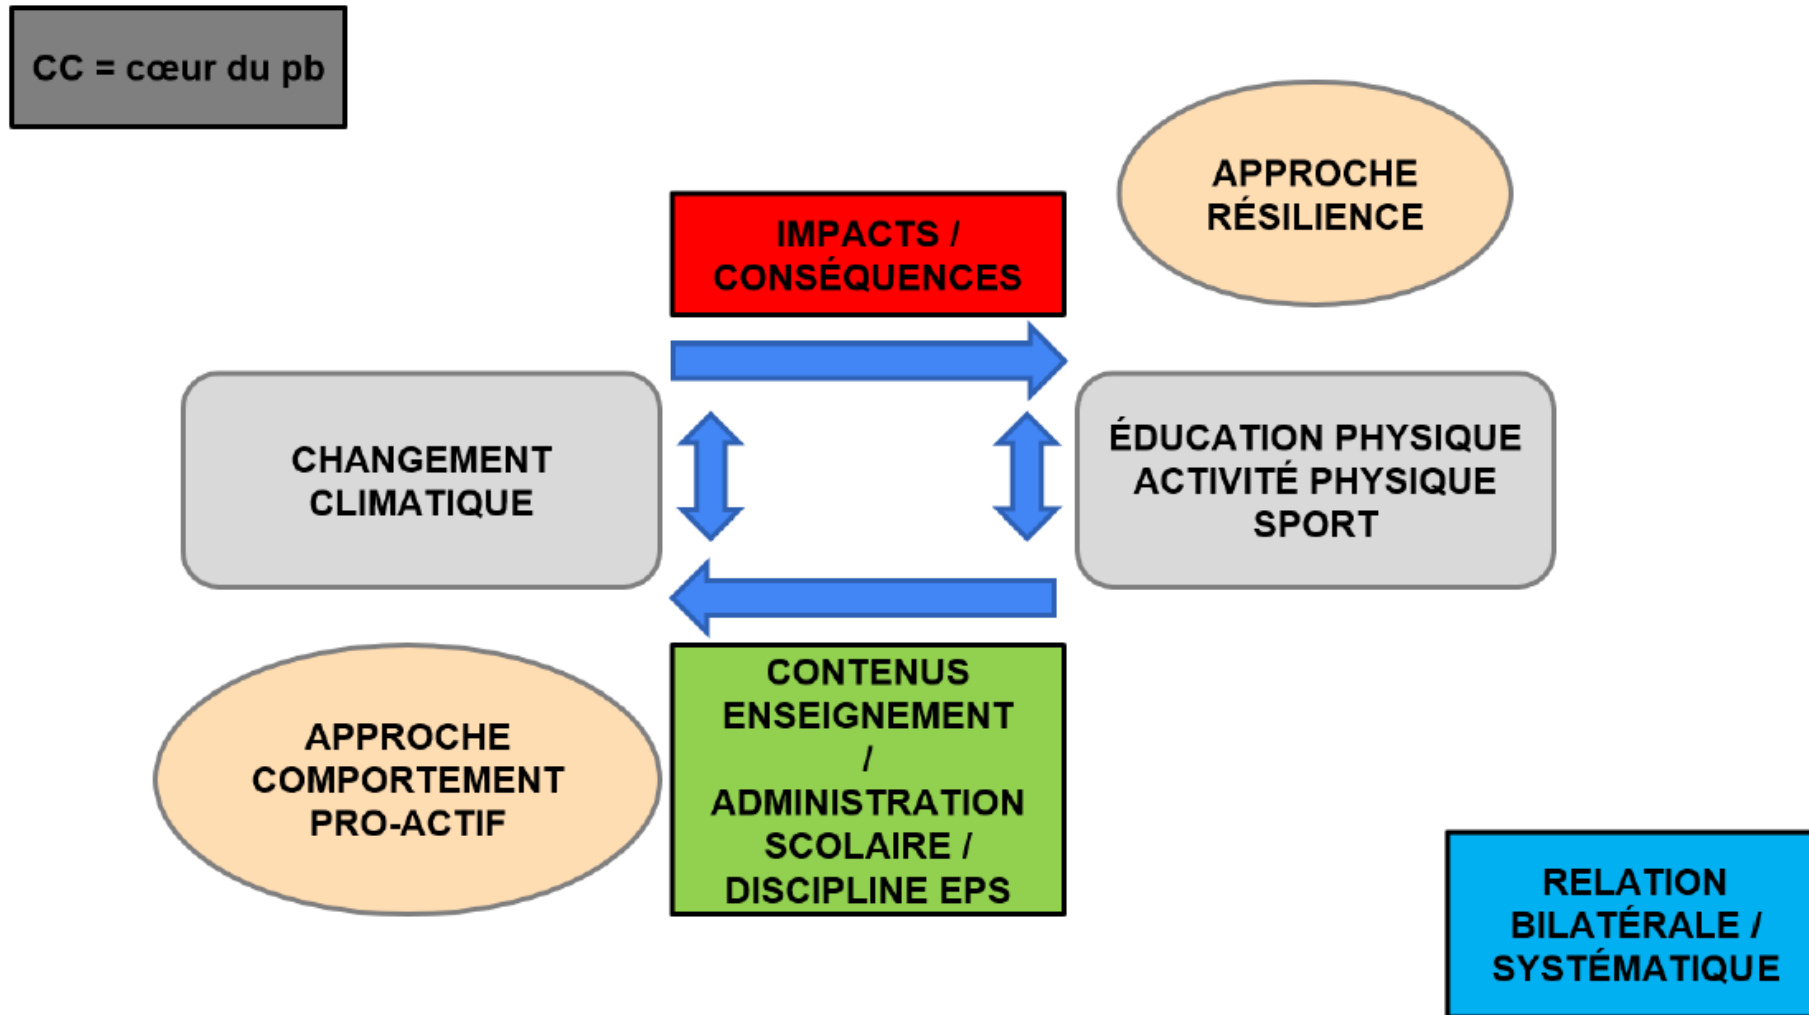 CC = cœur du pb
APPROCHE
RÉSILIENCE
IMPACTS /
CONSÉQUENCES
CHANGEMENT
CLIMATIQUE
ÉDUCATION PHYSIQUE
ACTIVITÉ PHYSIQUE
SPORT
APPROCHE
COMPORTEMENT
PRO-ACTIF
CONTENUS
ENSEIGNEMENT
/
ADMINISTRATION
SCOLAIRE /
DISCIPLINE EPS
RELATION
BILATÉRALE /
SYSTÉMATIQUE